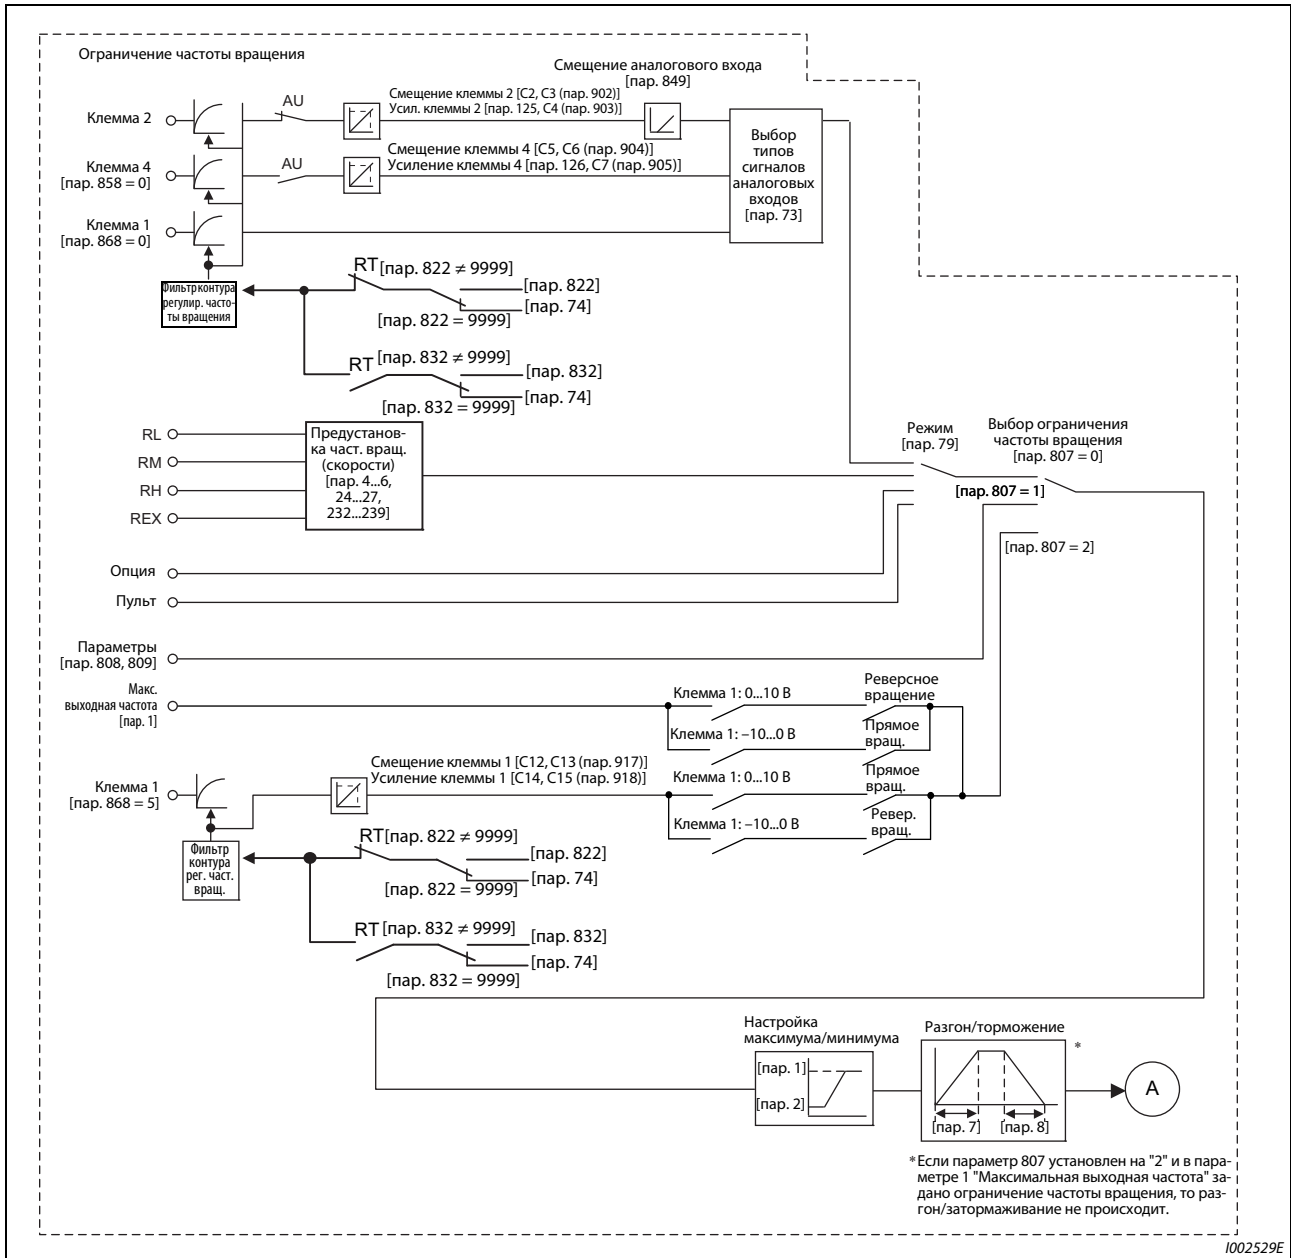 Ограничение частоты вращения
Смещение аналогового входа
[пар. 849]
Клемма 2
AU
Смещение клеммы 2 [C2, C3 (пар. 902)]
Усил. клеммы 2 [пар. 125, C4 (пар. 903)]
Клемма 4
[пар. 858 = 0]
AU
Смещение клеммы 4 [C5, C6 (пар. 904)]
Усиление клеммы 4 [пар. 126, C7 (пар. 905)]
Выбор
типов
сигналов
аналоговых
входов
[пар. 73]
Клемма 1
[пар. 868 = 0]
Фильтр контура
регулир. часто-
ты вращения
RT [пар. 822 ≠ 9999]
[пар. 822]
[пар. 74]
[пар. 822 = 9999]
RT [пар. 832 ≠ 9999]
[пар. 832]
[пар. 74]
[пар. 832 = 9999]
RL
RM
RH
REX
Предустанов-
ка част. вращ.
(скорости)
[пар. 4...6,
24...27,
232...239]
Режим
[пар. 79]
Выбор ограничения
частоты вращения
[пар. 807 = 0]
[пар. 807 = 1]
[пар. 807 = 2]
Опция
Пульт
Параметры
[пар. 808, 809]
Макс.
выходная частота
[пар. 1]
Клемма 1: 0...10 В
Реверсное
вращение
Клемма 1: –10...0 В
Прямое
вращ.
Клемма 1
[пар. 868 = 5]
Смещение клеммы 1 [C12, C13 (пар. 917)]
Усиление клеммы 1 [C14, C15 (пар. 918)]
Клемма 1: 0...10 В
Прямое
вращ.
Клемма 1: –10...0 В
Ревер.
вращ.
Фильтр
контура
рег. част.
вращ.
RT [пар. 822 ≠ 9999]
[пар. 822]
[пар. 74]
[пар. 822 = 9999]
RT [пар. 832 ≠ 9999]
[пар. 832]
[пар. 74]
[пар. 832 = 9999]
Настройка
максимума/минимума
[пар. 1]
[пар. 2]
Разгон/торможение
*
[пар. 7]
[пар. 8]
A
*Если параметр 807 установлен на "2" и в пара-
метре 1 "Максимальная выходная частота" за-
дано ограничение частоты вращения, то раз-
гон/затормаживание не происходит.
I002529E